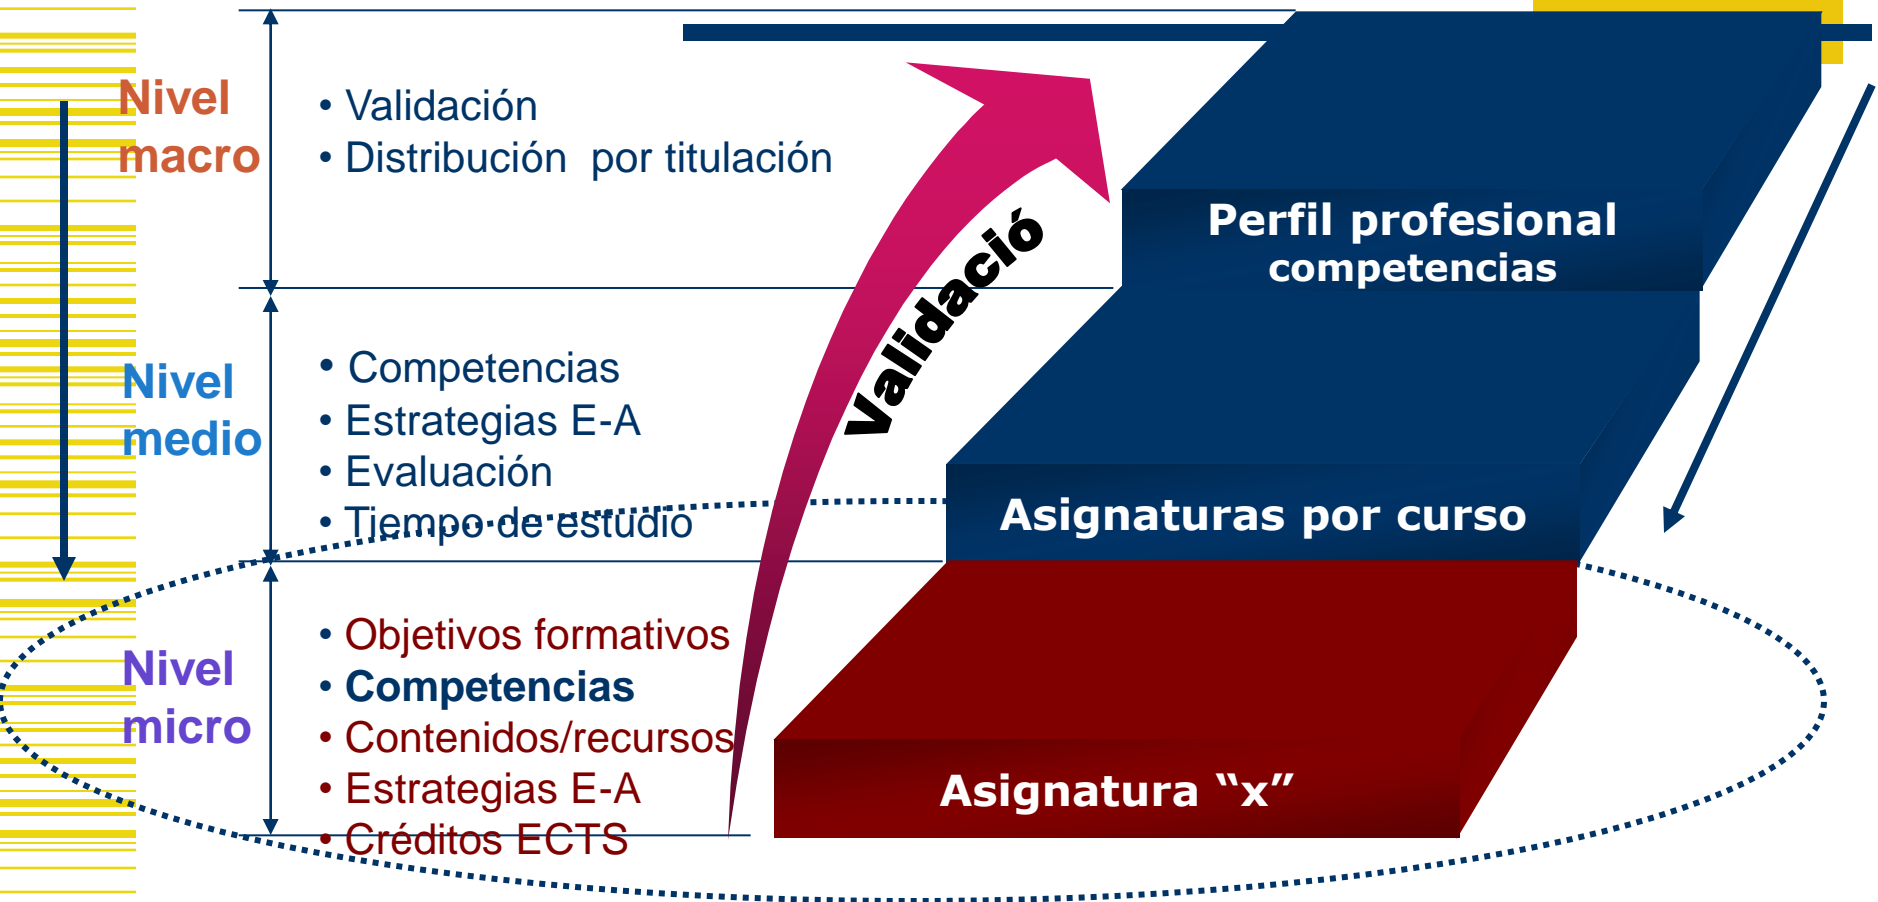 Nivel
macro
• Validación
• Distribución por titulación
Perfil profesional
competencias
Validació
Nivel
medio
• Competencias
• Estrategias E-A
• Evaluación
• Tiempo de estudio
Asignaturas por curso
Nivel
micro
• Objetivos formativos
• Competencias
• Contenidos/recursos
• Estrategias E-A
• Créditos ECTS
Asignatura “x”